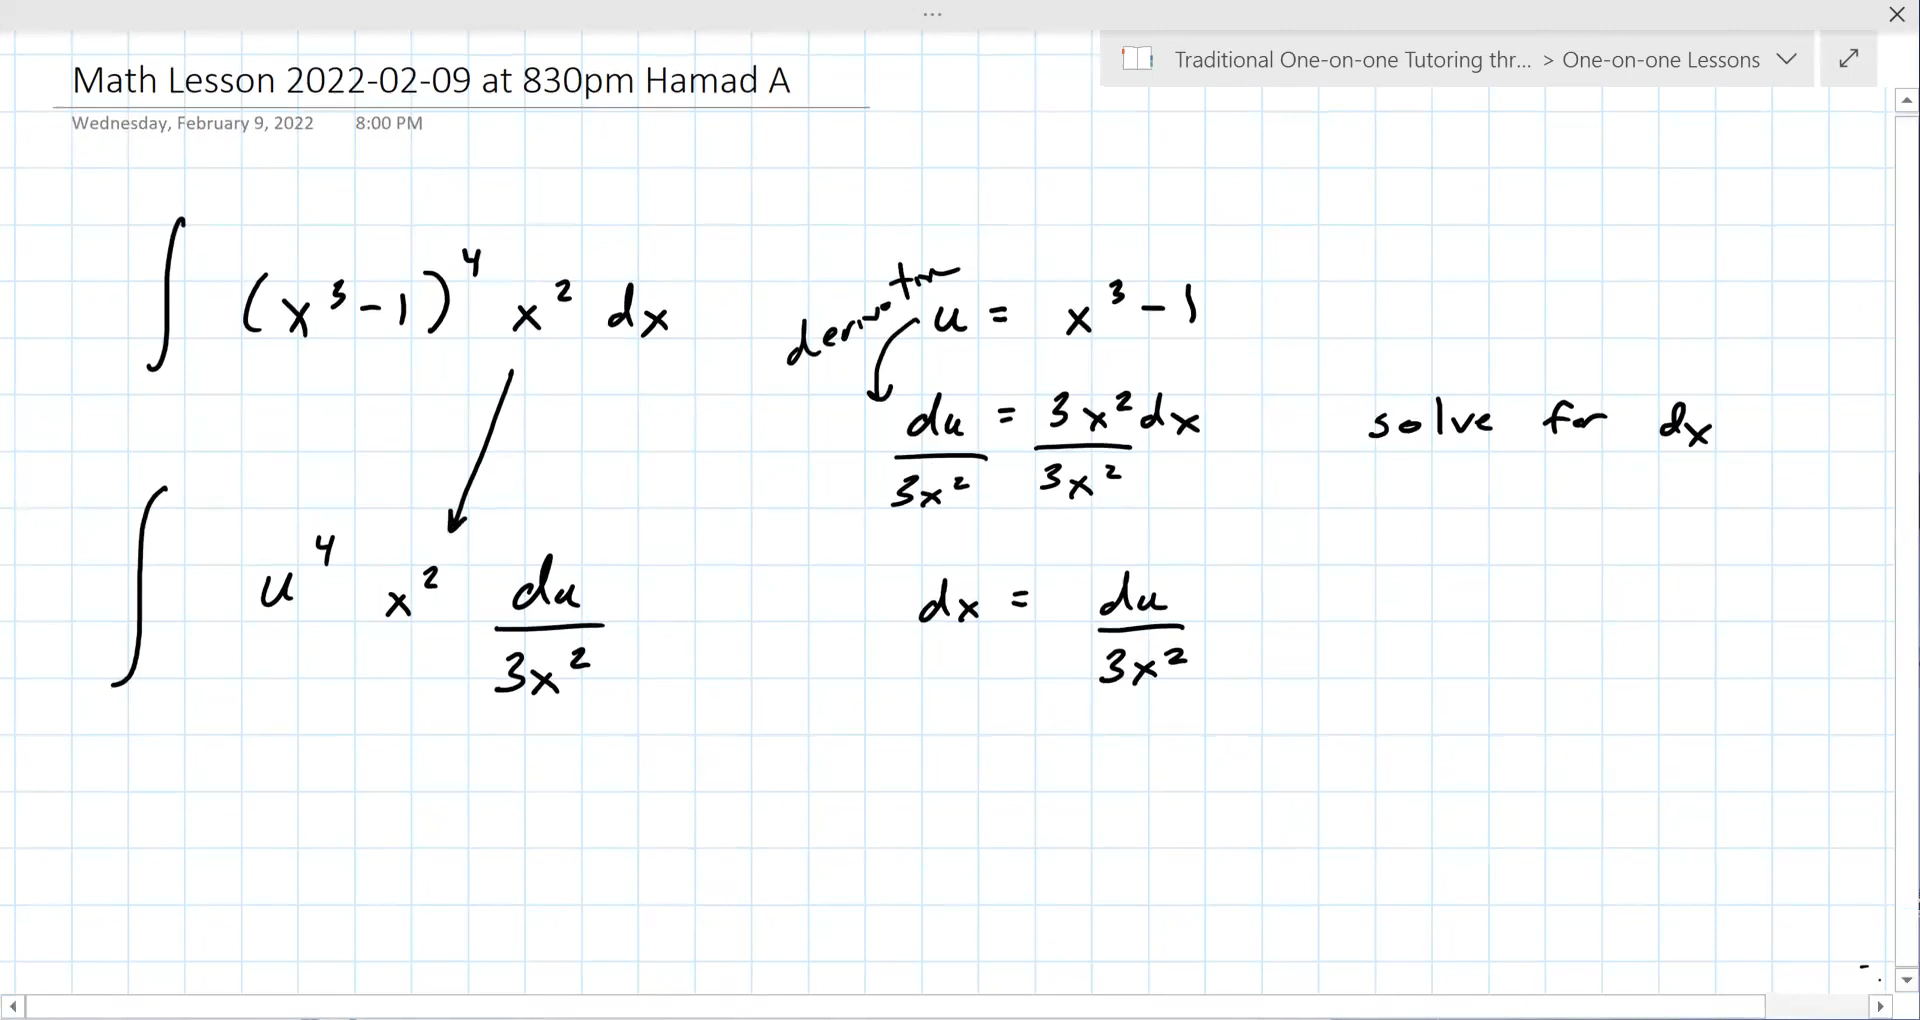 ...
Traditional One-on-one Tutoring thr... > One-on-one Lessons
Math Lesson 2022-02-09 at 830pm Hamad A
Wednesday, February 9, 2022 8:00 PM
∫ (x³-1)⁴ x² dx
u = x³-1
du = 3x²dx
3x² 3x²
solve for dx
∫ u⁴ x² du/3x²
dx = du/3x²